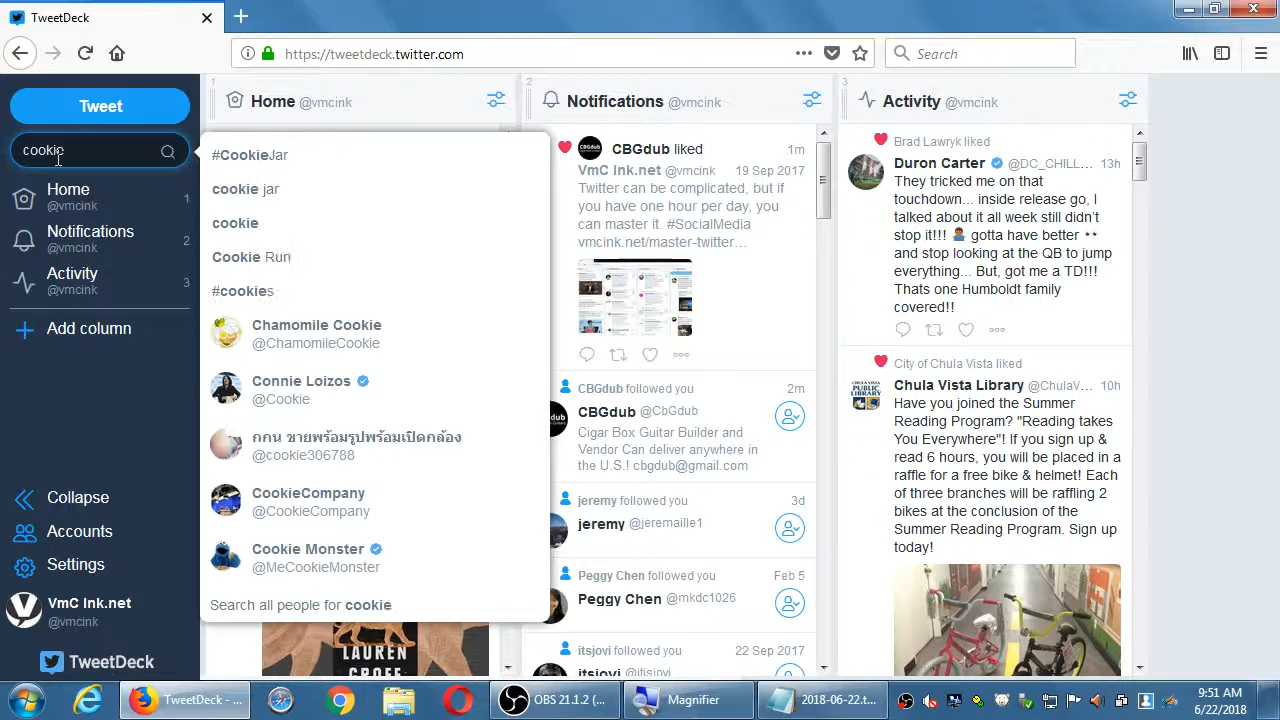 TweetDeck
https://tweetdeck.twitter.com
Search
Tweet
cookie
Home
@vmcink
1
Notifications
@vmcink
2
Activity
@vmcink
3
Add column
Collapse
Accounts
Settings
VmC Ink.net
@vmcink
TweetDeck
#CookieJar
cookie jar
cookie
Cookie Run
#cookies
Chamomile Cookie
@ChamomileCookie
Connie Loizos
@Cookie
กกน ขายพร้อมรูปพร้อมเปิดกล้อง
@cookie306788
CookieCompany
@CookieCompany
Cookie Monster
@MeCookieMonster
Search all people for cookie
1
Home @vmcink
LAUREN
2
Notifications @vmcink
CBGdub liked 1m
VmC Ink.net @vmcink 19 Sep 2017
Twitter can be complicated, but if
you have one hour per day, you
can master it. #SocialMedia
vmcink.net/master-twitter…
CBGdub followed you 2m
CBGdub @CbGdub
Cigar Box Guitar Builder and
Vendor Can deliver anywhere in
the U.S.! cbgdub@gmail.com
jeremy followed you 3d
jeremy @jeremaille1
Peggy Chen followed you Feb 5
Peggy Chen @mkdc1026
itsjovi followed you 22 Sep 2017
itsjovi
3
Activity @vmcink
Brad Lawryk liked
Duron Carter @DC_CHILL... 13h
They tricked me on that
touchdown... inside release go, I
talked about it all week still didn't
stop it!!! 🤷🏾‍♂️ gotta have better 👀
and stop looking at the QB to jump
everything... But, got me a TD!!!
Thats one Humboldt family
covered!!
City of Chula Vista liked
Chula Vista Library @ChulaV... 10h
Have you joined the Summer
Reading Program? "Reading takes
You Everywhere"! If you sign up &
read 6 hours, you will be placed in a
raffle for a free bike & helmet! Each
of three branches will be raffling 2
bikes at the conclusion of the
Summer Reading Program. Sign up
today!
TweetDeck - ...
OBS 21.1.2 (...
Magnifier
2018-06-22.t...
9:51 AM
6/22/2018